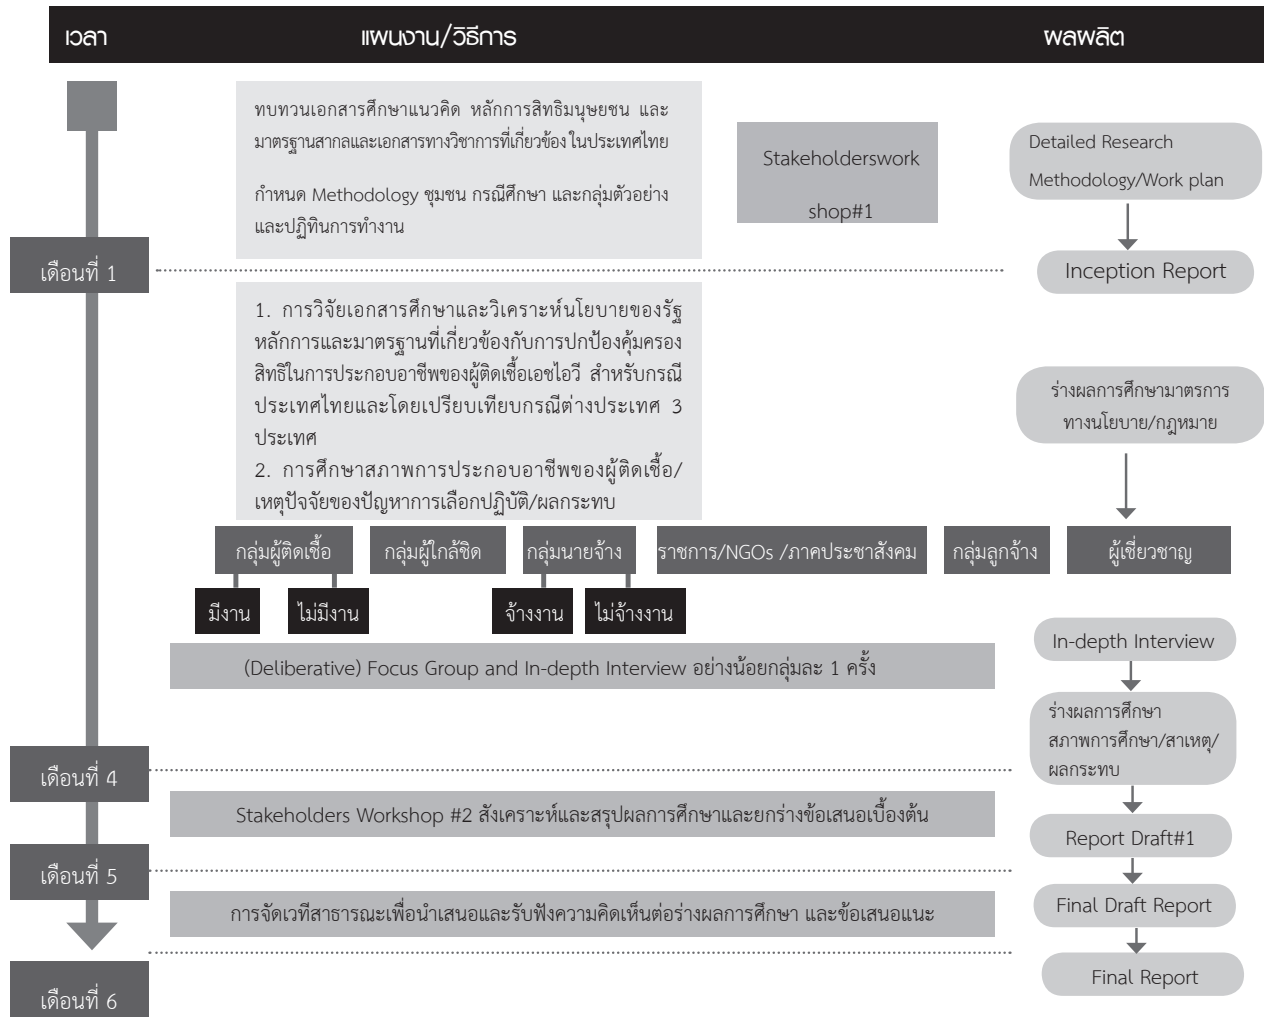 เวลา แผนงาน/วิธีการ ผลผลิต
ทบทวนเอกสารศึกษาแนวคิด หลักการสิทธิมนุษยชน และ
มาตรฐานสากลและเอกสารทางวิชาการที่เกี่ยวข้อง ในประเทศไทย
กำหนด Methodology ชุมชน กรณีศึกษา และกลุ่มตัวอย่าง
และปฏิทินการทำงาน
Stakeholderswork
shop#1
Detailed Research
Methodology/Work plan
เดือนที่ 1
Inception Report
1. การวิจัยเอกสารศึกษาและวิเคราะห์นโยบายของรัฐ
หลักการและมาตรฐานที่เกี่ยวข้องกับการปกป้องคุ้มครอง
สิทธิในการประกอบอาชีพของผู้ติดเชื้อเอชไอวี สำหรับกรณี
ประเทศไทยและโดยเปรียบเทียบกรณีต่างประเทศ 3
ประเทศ
2. การศึกษาสภาพการประกอบอาชีพของผู้ติดเชื้อ/
เหตุปัจจัยของปัญหาการเลือกปฏิบัติ/ผลกระทบ
ร่างผลการศึกษามาตรการ
ทางนโยบาย/กฎหมาย
กลุ่มผู้ติดเชื้อ กลุ่มผู้ใกล้ชิด กลุ่มนายจ้าง ราชการ/NGOs /ภาคประชาสังคม กลุ่มลูกจ้าง ผู้เชี่ยวชาญ
มีงาน ไม่มีงาน จ้างงาน ไม่จ้างงาน
(Deliberative) Focus Group and In-depth Interview อย่างน้อยกลุ่มละ 1 ครั้ง
In-depth Interview
ร่างผลการศึกษา
สภาพการศึกษา/สาเหตุ/
ผลกระทบ
เดือนที่ 4
Stakeholders Workshop #2 สังเคราะห์และสรุปผลการศึกษาและยกร่างข้อเสนอเบื้องต้น
Report Draft#1
เดือนที่ 5
การจัดเวทีสาธารณะเพื่อนำเสนอและรับฟังความคิดเห็นต่อร่างผลการศึกษา และข้อเสนอแนะ
Final Draft Report
Final Report
เดือนที่ 6